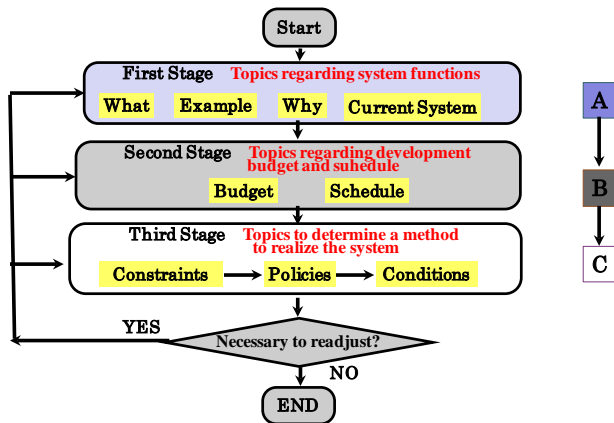 Start
First Stage Topics regarding system functions
What Example Why Current System
Second Stage Topics regarding development
budget and suhedule
Budget Schedule
Third Stage Topics to determine a method
to realize the system
Constraints Policies Conditions
YES
Necessary to readjust?
NO
END
A
B
C